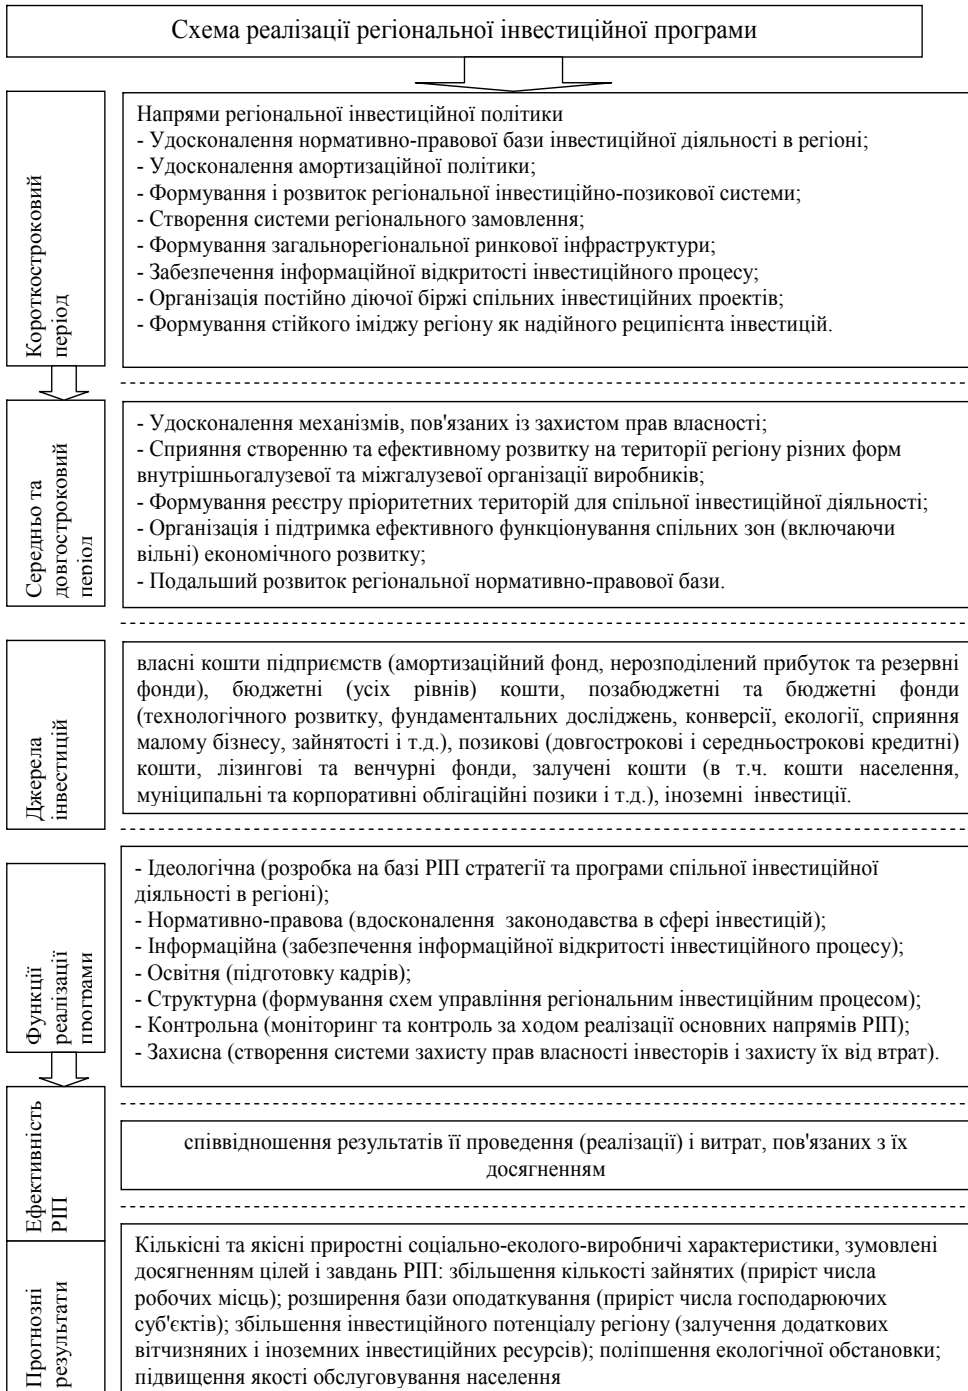 Схема реалізації регіональної інвестиційної програми
Короткостроковий
період
Напрями регіональної інвестиційної політики
- Удосконалення нормативно-правової бази інвестиційної діяльності в регіоні;
- Удосконалення амортизаційної політики;
- Формування і розвиток регіональної інвестиційно-позикової системи;
- Створення системи регіонального замовлення;
- Формування загальнорегіональної ринкової інфраструктури;
- Забезпечення інформаційної відкритості інвестиційного процесу;
- Організація постійно діючої біржі спільних інвестиційних проектів;
- Формування стійкого іміджу регіону як надійного реципієнта інвестицій.
Середньо та
довгостроковий
період
- Удосконалення механізмів, пов'язаних із захистом прав власності;
- Сприяння створенню та ефективному розвитку на території регіону різних форм
внутрішньогалузевої та міжгалузевої організації виробників;
- Формування реєстру пріоритетних територій для спільної інвестиційної діяльності;
- Організація і підтримка ефективного функціонування спільних зон (включаючи
вільні) економічного розвитку;
- Подальший розвиток регіональної нормативно-правової бази.
Джерела
інвестицій
власні кошти підприємств (амортизаційний фонд, нерозподілений прибуток та резервні
фонди), бюджетні (усіх рівнів) кошти, позабюджетні та бюджетні фонди
(технологічного розвитку, фундаментальних досліджень, конверсії, екології, сприяння
малому бізнесу, зайнятості і т.д.), позикові (довгострокові і середньострокові кредитні)
кошти, лізингові та венчурні фонди, залучені кошти (в т.ч. кошти населення,
муніципальні та корпоративні облігаційні позики і т.д.), іноземні інвестиції.
Функції
реалізації
програми
- Ідеологічна (розробка на базі РІП стратегії та програми спільної інвестиційної
діяльності в регіоні);
- Нормативно-правова (вдосконалення законодавства в сфері інвестицій);
- Інформаційна (забезпечення інформаційної відкритості інвестиційного процесу);
- Освітня (підготовку кадрів);
- Структурна (формування схем управління регіональним інвестиційним процесом);
- Контрольна (моніторинг та контроль за ходом реалізації основних напрямів РІП);
- Захисна (створення системи захисту прав власності інвесторів і захисту їх від втрат).
Ефективність
РІП
співвідношення результатів її проведення (реалізації) і витрат, пов'язаних з їх
досягненням
Прогнозні
результати
Кількісні та якісні приростні соціально-еколого-виробничі характеристики, зумовлені
досягненням цілей і завдань РІП: збільшення кількості зайнятих (приріст числа
робочих місць); розширення бази оподаткування (приріст числа господарюючих
суб'єктів); збільшення інвестиційного потенціалу регіону (залучення додаткових
вітчизняних і іноземних інвестиційних ресурсів); поліпшення екологічної обстановки;
підвищення якості обслуговування населення